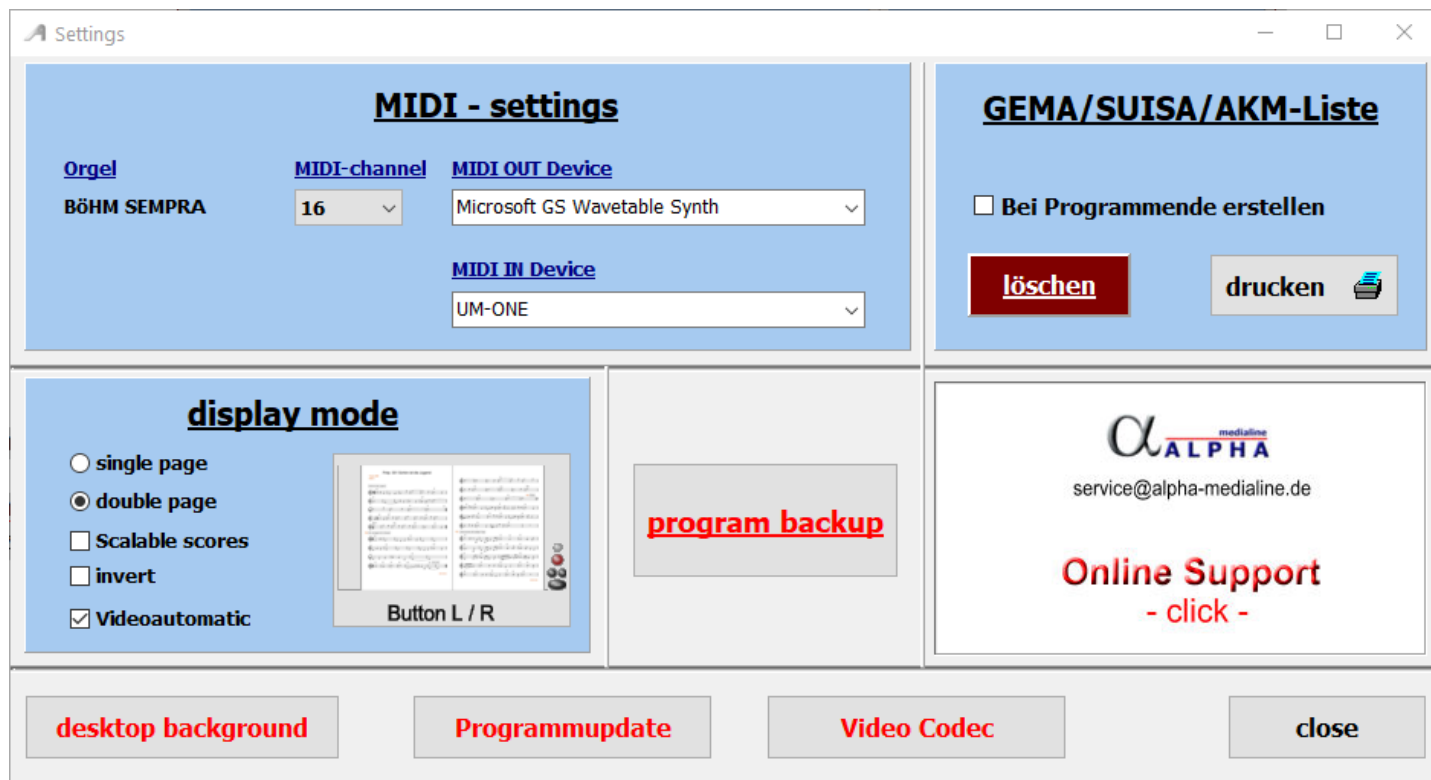 Settings
MIDI - settings
Orgel
MIDI-channel
MIDI OUT Device
BöHM SEMPRA
16
Microsoft GS Wavetable Synth
MIDI IN Device
UM-ONE
GEMA/SUISA/AKM-Liste
Bei Programmende erstellen
löschen
drucken
display mode
single page
double page
Scalable scores
invert
Videoautomatic
Button L / R
program backup
medialine
αALPHA
service@alpha-medialine.de
Online Support
- click -
desktop background
Programmupdate
Video Codec
close